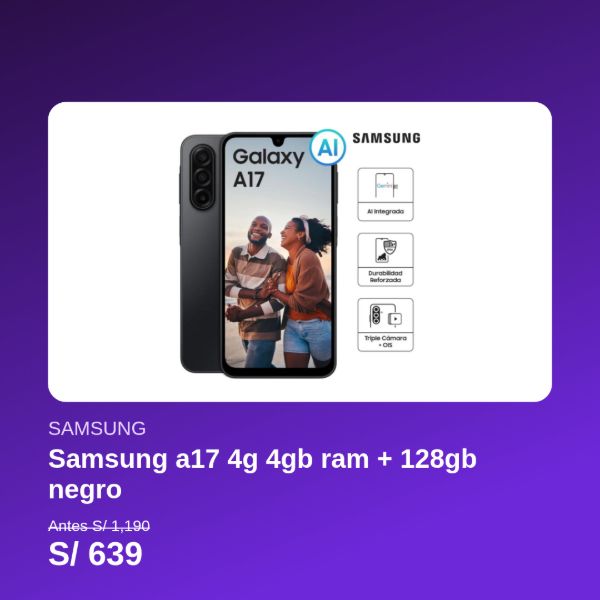 Galaxy
A17
AI
SAMSUNG
AI Integrada
Durabilidad
Reforzada
Triple Cámara
+ OIS
SAMSUNG
Samsung a17 4g 4gb ram + 128gb
negro
Antes S/ 1,190
S/ 639